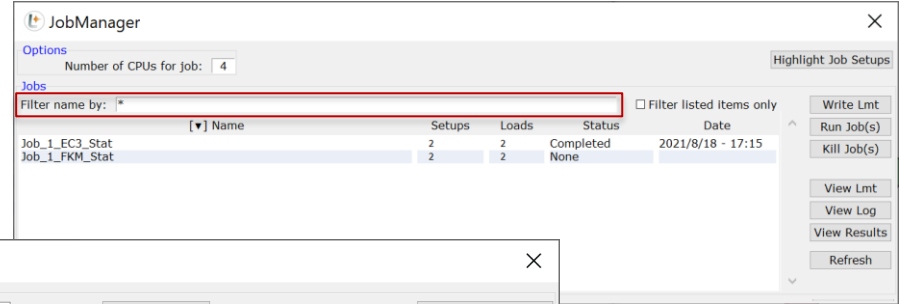 JobManager
Options
Number of CPUs for job: 4
Highlight Job Setups
Jobs
Filter name by: *
Filter listed items only
Write Lmt
[▼] Name Setups Loads Status Date
Run Job(s)
Job_1_EC3_Stat 2 2 Completed 2021/8/18 - 17:15
Kill Job(s)
Job_1_FKM_Stat 2 2 None
View Lmt
View Log
View Results
Refresh